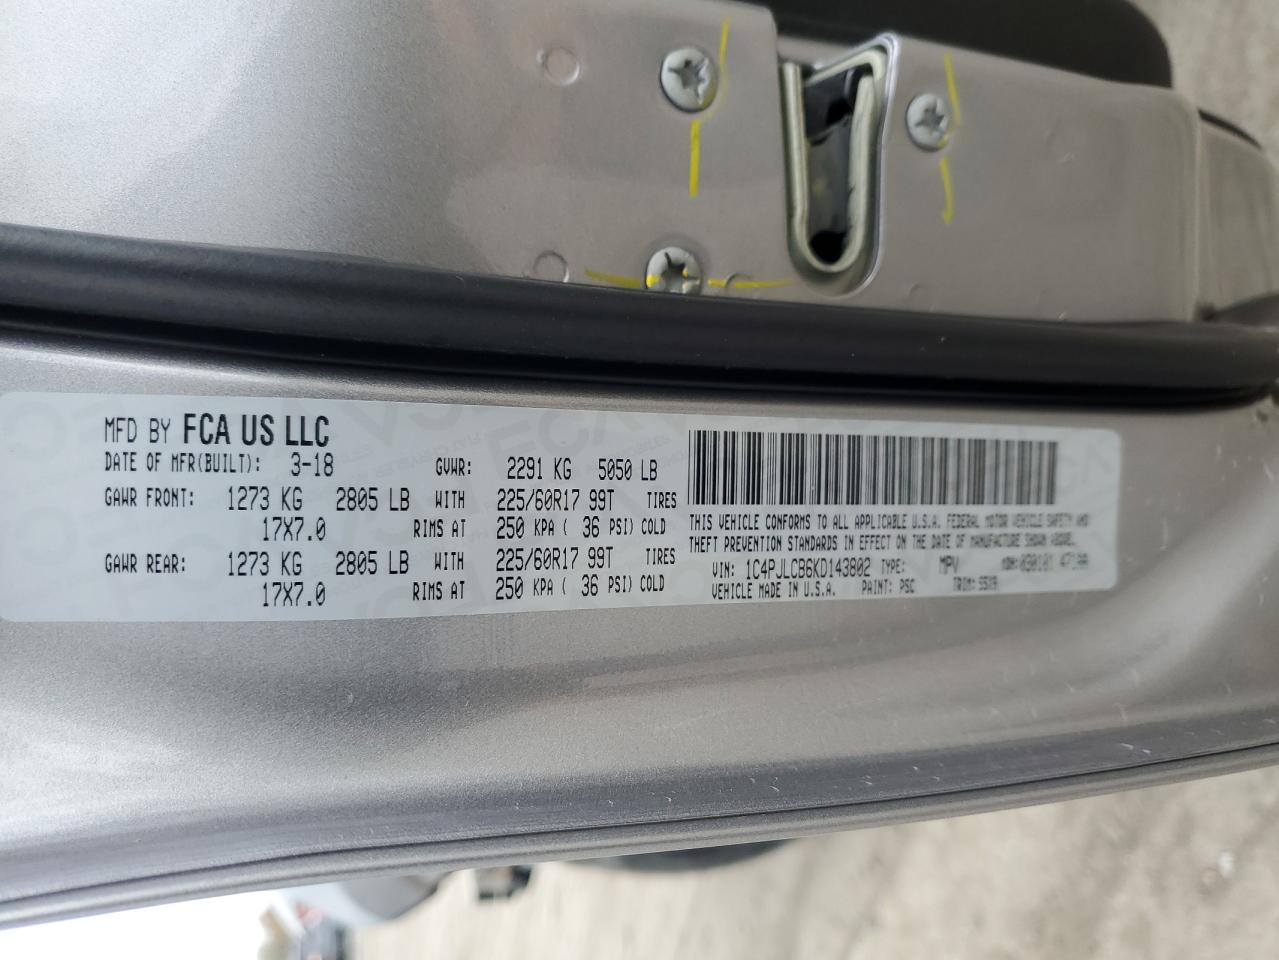 MFD BY FCA US LLC
DATE OF MFR(BUILT): 3-18 GVWR: 2291 KG 5050 LB
GAWR FRONT: 1273 KG 2805 LB WITH 225/60R17 99T TIRES
17X7.0 RIMS AT 250 KPA ( 36 PSI) COLD
GAWR REAR: 1273 KG 2805 LB WITH 225/60R17 99T TIRES
17X7.0 RIMS AT 250 KPA ( 36 PSI) COLD
THIS VEHICLE CONFORMS TO ALL APPLICABLE U.S.A. FEDERAL MOTOR VEHICLE SAFETY AND
THEFT PREVENTION STANDARDS IN EFFECT ON THE DATE OF MANUFACTURE SHOWN ABOVE.
VIN: 1C4PJLCB6KD143802 TYPE: MPV MDH:
VEHICLE MADE IN U.S.A. PAINT: PSC TRIM: